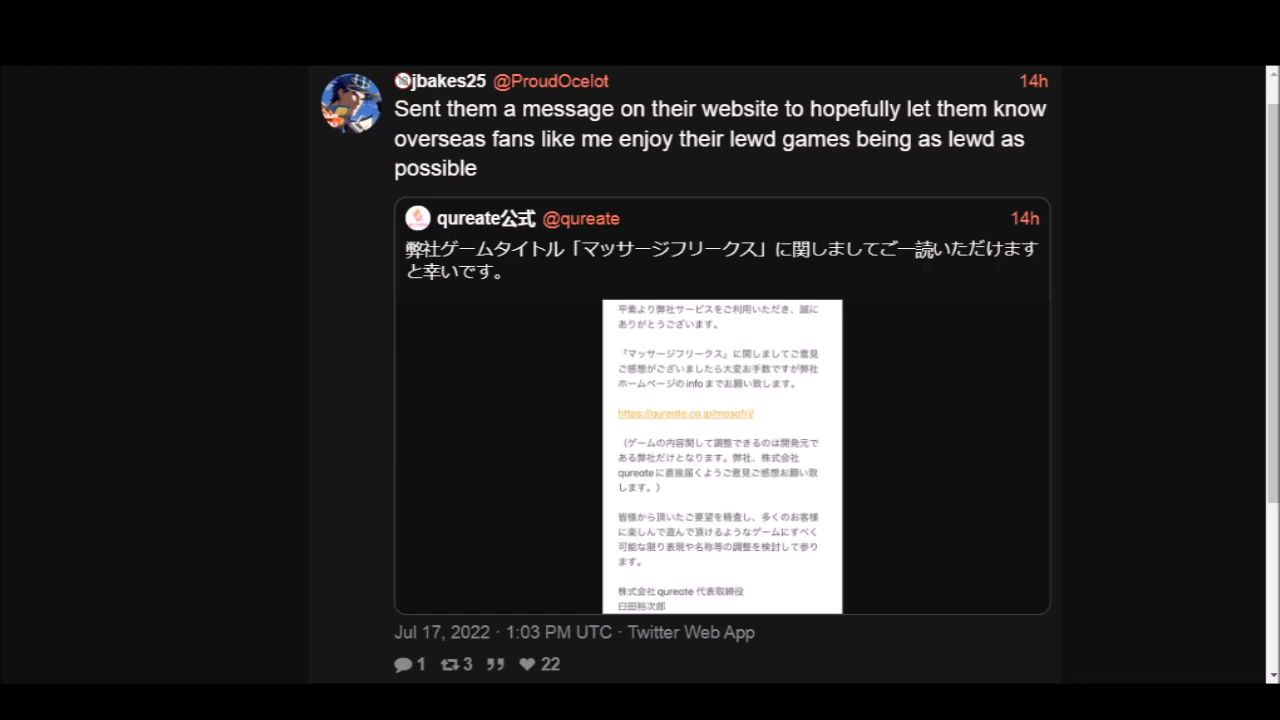 jbakes25 @ProudOcelot 14h
Sent them a message on their website to hopefully let them know
overseas fans like me enjoy their lewd games being as lewd as
possible
qureate公式 @qureate 14h
弊社ゲームタイトル「マッサージフリークス」に関しましてご一読いただけます
と幸いです。
平素より弊社サービスをご利用いただき、誠に
ありがとうございます。
「マッサージフリークス」に関しましてご意見
ご感想がございましたら大変お手数ですが弊社
ホームページのinfoまでお願い致します。
https://qureate.co.jp/masafri/
（ゲームの内容関して調整できるのは開発元で
ある弊社だけとなります。弊社、株式会社
qureateに直接届くようご意見ご感想お願い致
します。）
皆様から頂いたご要望を精査し、多くのお客様
に楽しんで遊んで頂けるようなゲームにすべく
可能な限り表現や名称等の調整を検討して参り
ます。
株式会社qureate 代表取締役
臼田裕次郎
Jul 17, 2022 · 1:03 PM UTC · Twitter Web App
1 3 22